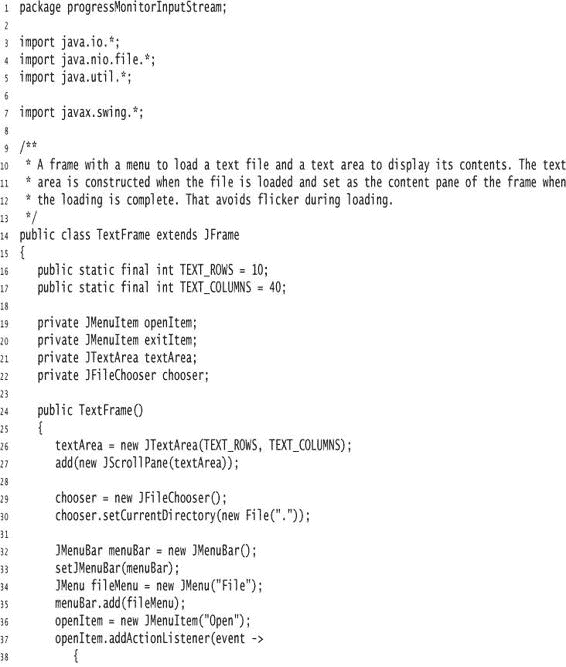 1 package progressMonitorInputStream;
2
3 import java.io.*;
4 import java.nio.file.*;
5 import java.util.*;
6
7 import javax.swing.*;
8
9 /**
10  * A frame with a menu to load a text file and a text area to display its contents. The text
11  * area is constructed when the file is loaded and set as the content pane of the frame when
12  * the loading is complete. That avoids flicker during loading.
13  */
14 public class TextFrame extends JFrame
15 {
16    public static final int TEXT_ROWS = 10;
17    public static final int TEXT_COLUMNS = 40;
18
19    private JMenuItem openItem;
20    private JMenuItem exitItem;
21    private JTextArea textArea;
22    private JFileChooser chooser;
23
24    public TextFrame()
25    {
26       textArea = new JTextArea(TEXT_ROWS, TEXT_COLUMNS);
27       add(new JScrollPane(textArea));
28
29       chooser = new JFileChooser();
30       chooser.setCurrentDirectory(new File("."));
31
32       JMenuBar menuBar = new JMenuBar();
33       setJMenuBar(menuBar);
34       JMenu fileMenu = new JMenu("File");
35       menuBar.add(fileMenu);
36       openItem = new JMenuItem("Open");
37       openItem.addActionListener(event ->
38          {